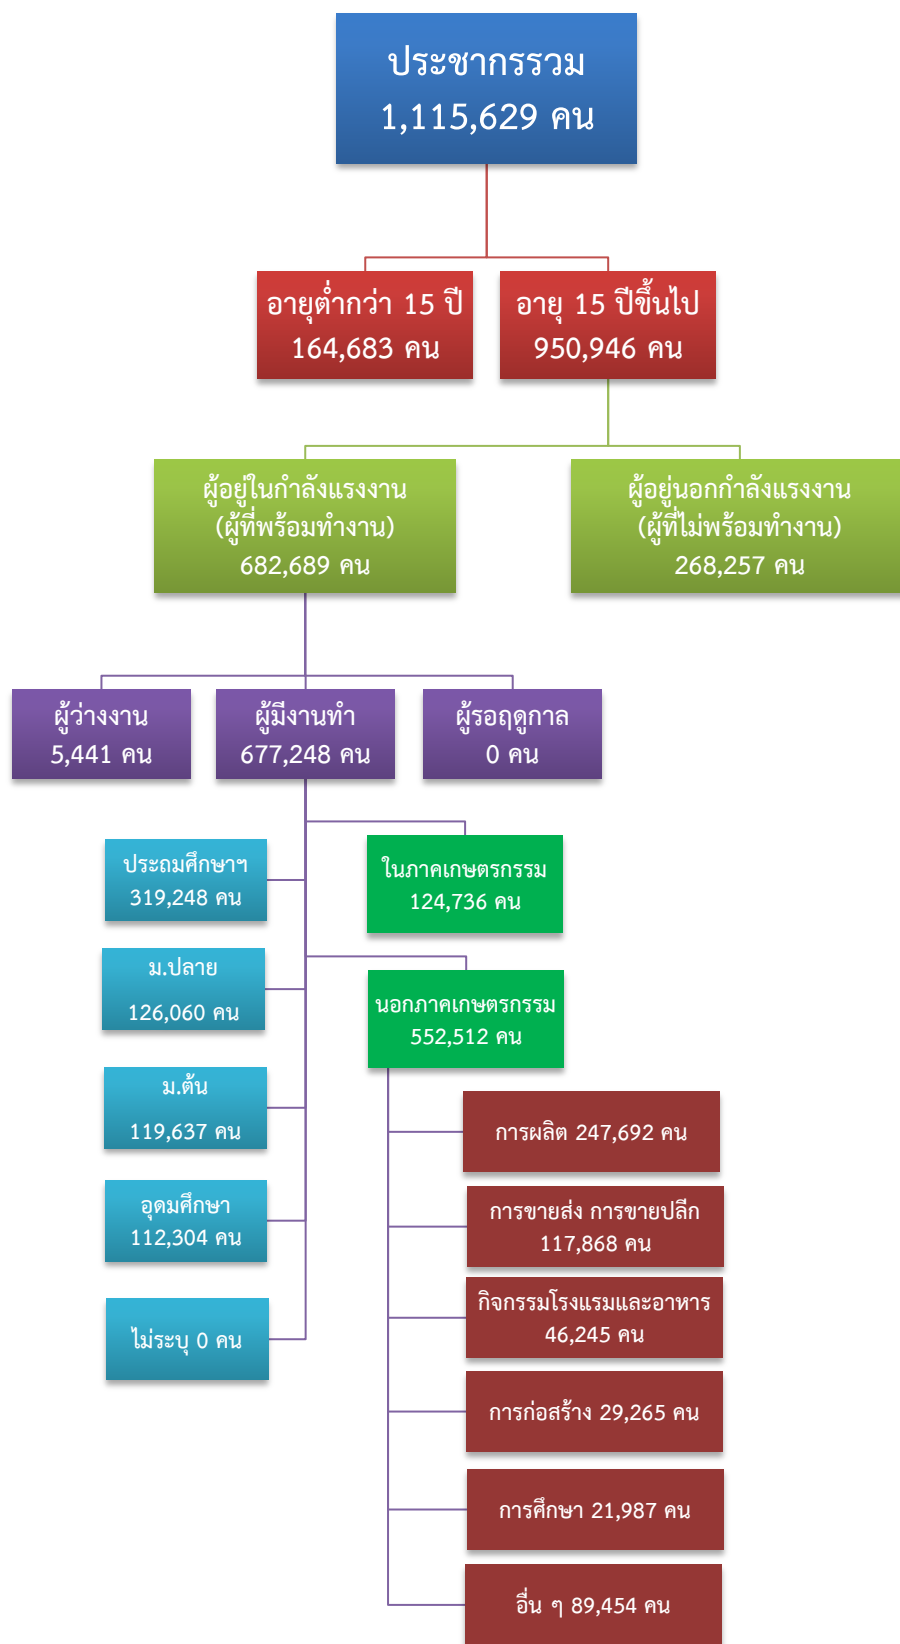 ประชากรรวม
1,115,629 คน
อายุต่ำกว่า 15 ปี
164,683 คน
อายุ 15 ปีขึ้นไป
950,946 คน
ผู้อยู่ในกำลังแรงงาน
(ผู้ที่พร้อมทำงาน)
682,689 คน
ผู้อยู่นอกกำลังแรงงาน
(ผู้ที่ไม่พร้อมทำงาน)
268,257 คน
ผู้ว่างงาน
5,441 คน
ผู้มีงานทำ
677,248 คน
ผู้รอฤดูกาล
0 คน
ประถมศึกษาฯ
319,248 คน
ม.ปลาย
126,060 คน
ม.ต้น
119,637 คน
อุดมศึกษา
112,304 คน
ไม่ระบุ 0 คน
ในภาคเกษตรกรรม
124,736 คน
นอกภาคเกษตรกรรม
552,512 คน
การผลิต 247,692 คน
การขายส่ง การขายปลีก
117,868 คน
กิจกรรมโรงแรมและอาหาร
46,245 คน
การก่อสร้าง 29,265 คน
การศึกษา 21,987 คน
อื่น ๆ 89,454 คน